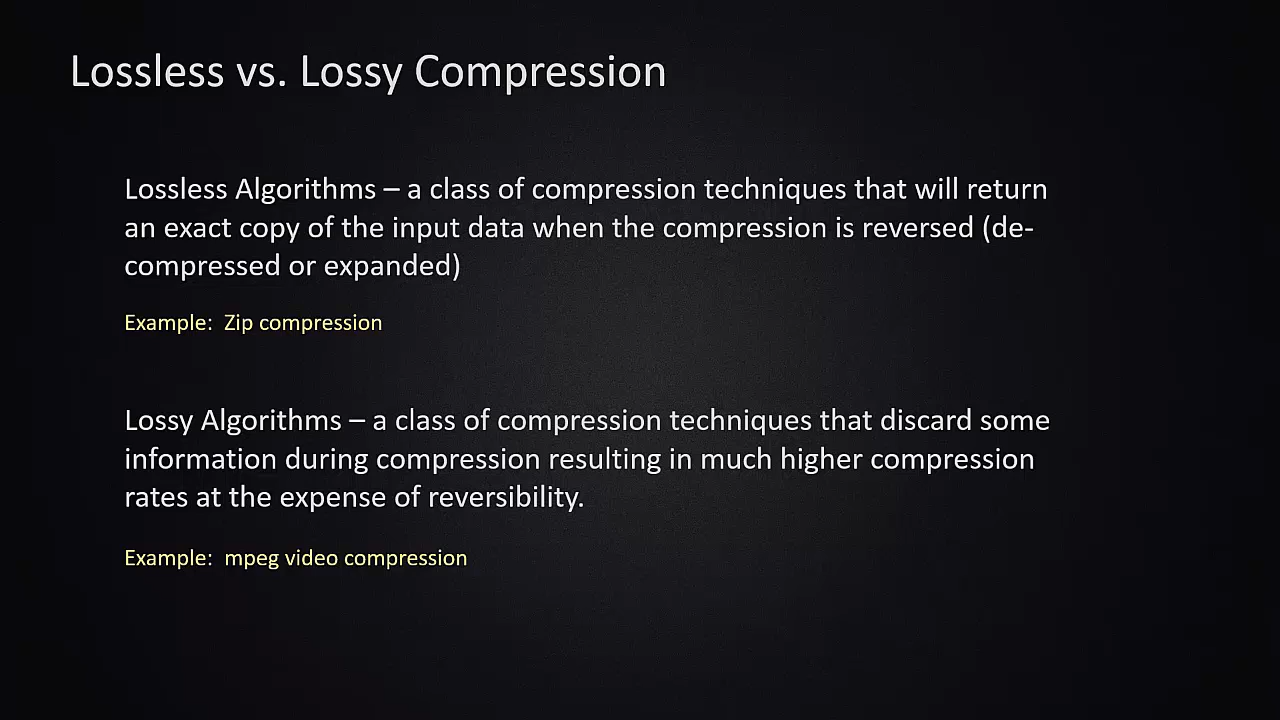 Lossless vs. Lossy Compression
Lossless Algorithms – a class of compression techniques that will return
an exact copy of the input data when the compression is reversed (de-
compressed or expanded)
Example:  Zip compression
Lossy Algorithms – a class of compression techniques that discard some
information during compression resulting in much higher compression
rates at the expense of reversibility.
Example:  mpeg video compression